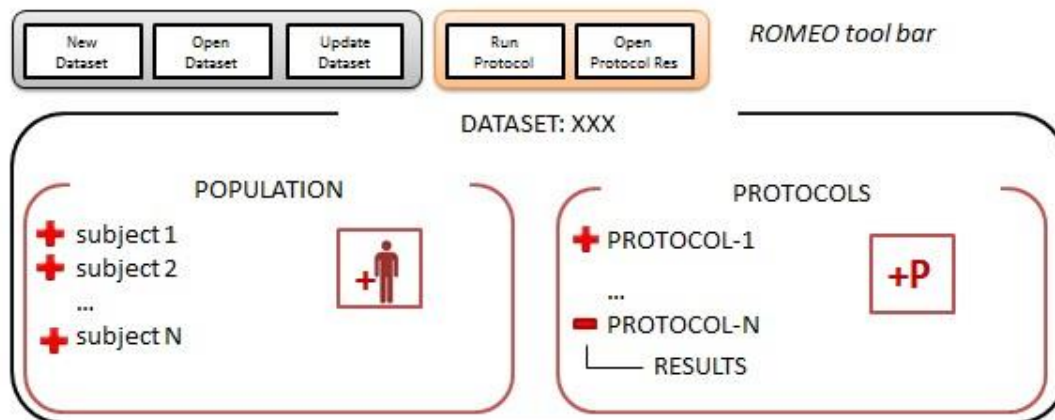 New
Dataset
Open
Dataset
Update
Dataset
Run
Protocol
Open
Protocol Res
ROMEO tool bar
DATASET: XXX
POPULATION
subject 1
subject 2
...
subject N
+
PROTOCOLS
PROTOCOL-1
...
PROTOCOL-N
RESULTS
+P